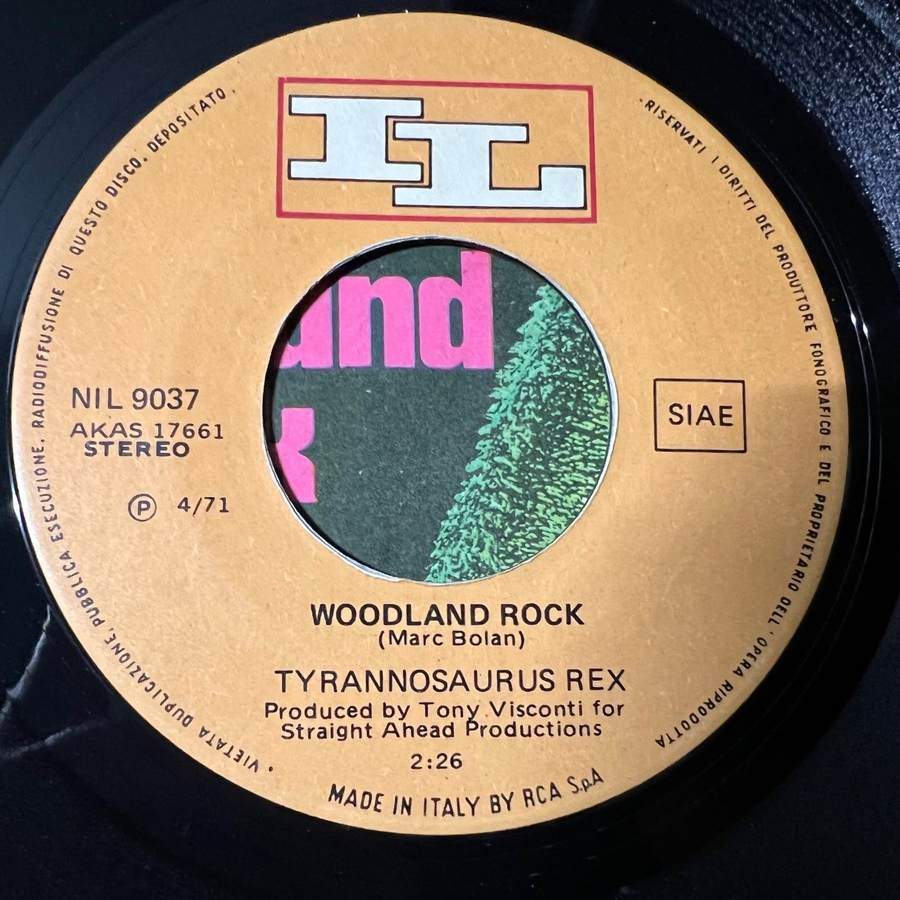 IL
• VIETATA DUPLICAZIONE, PUBBLICA ESECUZIONE, RADIODIFFUSIONE DI QUESTO DISCO. DEPOSITATO.
.RISERVATI I DIRITTI DEL PRODUTTORE FONOGRAFICO E DEL PROPRIETARIO DELL' OPERA RIPRODOTTA
und
NIL 9037
AKAS 17661
STEREO
Ⓟ 4/71
SIAE
WOODLAND ROCK
(Marc Bolan)
TYRANNOSAURUS REX
Produced by Tony Visconti for
Straight Ahead Productions
2:26
MADE IN ITALY BY RCA S.p.A